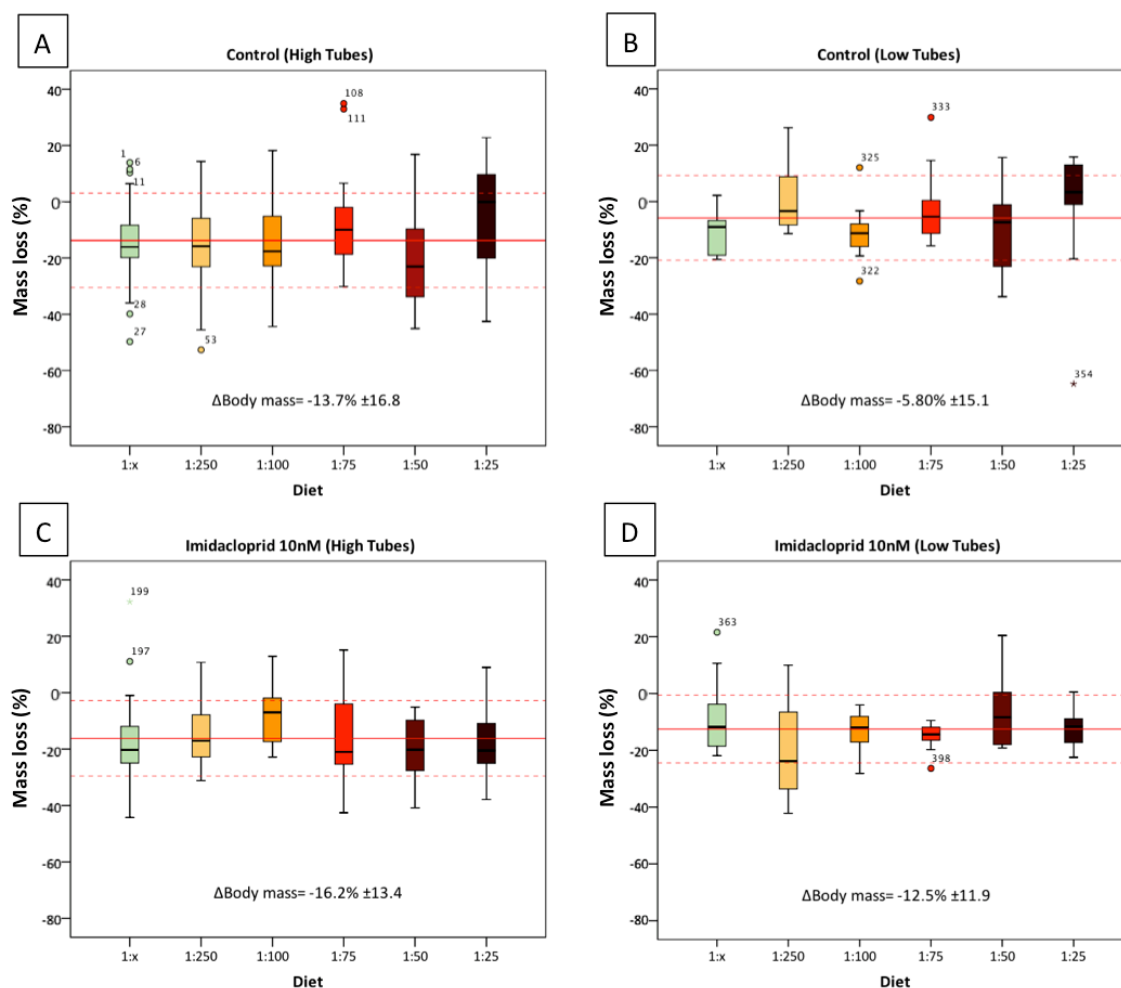 A
Control (High Tubes)
Mass loss (%)
40
20
0
-20
-40
-60
-80
1
6
11
28
27
53
108
111
ΔBody mass= -13.7% ±16.8
1:x 1:250 1:100 1:75 1:50 1:25
Diet
B
Control (Low Tubes)
Mass loss (%)
40
20
0
-20
-40
-60
-80
325
322
333
354
ΔBody mass= -5.80% ±15.1
1:x 1:250 1:100 1:75 1:50 1:25
Diet
C
Imidacloprid 10nM (High Tubes)
Mass loss (%)
40
20
0
-20
-40
-60
-80
199
197
ΔBody mass= -16.2% ±13.4
1:x 1:250 1:100 1:75 1:50 1:25
Diet
D
Imidacloprid 10nM (Low Tubes)
Mass loss (%)
40
20
0
-20
-40
-60
-80
363
398
ΔBody mass= -12.5% ±11.9
1:x 1:250 1:100 1:75 1:50 1:25
Diet